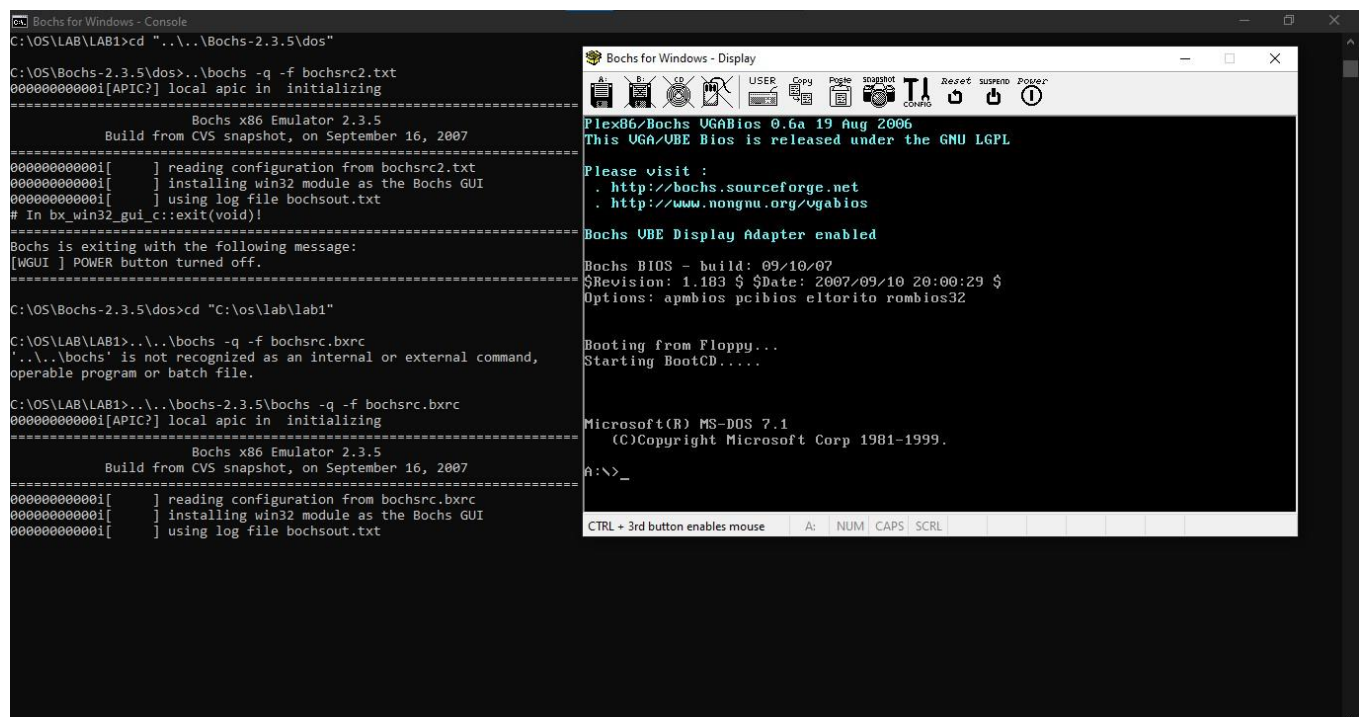 Bochs for Windows - Console
C:\OS\LAB\LAB1>cd "..\..\Bochs-2.3.5\dos"
C:\OS\Bochs-2.3.5\dos>..\bochs -q -f bochsrc2.txt
00000000000i[APIC?] local apic in  initializing
========================================================================
Bochs x86 Emulator 2.3.5
Build from CVS snapshot, on September 16, 2007
========================================================================
00000000000i[     ] reading configuration from bochsrc2.txt
00000000000i[     ] installing win32 module as the Bochs GUI
00000000000i[     ] using log file bochsout.txt
# In bx_win32_gui_c::exit(void)!
========================================================================
Bochs is exiting with the following message:
[WGUI ] POWER button turned off.
========================================================================
C:\OS\Bochs-2.3.5\dos>cd "C:\os\lab\lab1"
C:\OS\LAB\LAB1>..\..\bochs -q -f bochsrc.bxrc
'..\..\bochs' is not recognized as an internal or external command,
operable program or batch file.
C:\OS\LAB\LAB1>..\..\bochs-2.3.5\bochs -q -f bochsrc.bxrc
00000000000i[APIC?] local apic in  initializing
========================================================================
Bochs x86 Emulator 2.3.5
Build from CVS snapshot, on September 16, 2007
========================================================================
00000000000i[     ] reading configuration from bochsrc.bxrc
00000000000i[     ] installing win32 module as the Bochs GUI
00000000000i[     ] using log file bochsout.txt
Bochs for Windows - Display
A: B: CD USER Copy Paste snapshot CONFIG Reset SUSPEND Power
Plex86/Bochs VGABios 0.6a 19 Aug 2006
This VGA/VBE Bios is released under the GNU LGPL
Please visit :
. http://bochs.sourceforge.net
. http://www.nongnu.org/vgabios
Bochs VBE Display Adapter enabled
Bochs BIOS - build: 09/10/07
$Revision: 1.183 $ $Date: 2007/09/10 20:00:29 $
Options: apmbios pcibios eltorito rombios32
Booting from Floppy...
Starting BootCD.....
Microsoft(R) MS-DOS 7.1
(C)Copyright Microsoft Corp 1981-1999.
A:\>_
CTRL + 3rd button enables mouse A: NUM CAPS SCRL